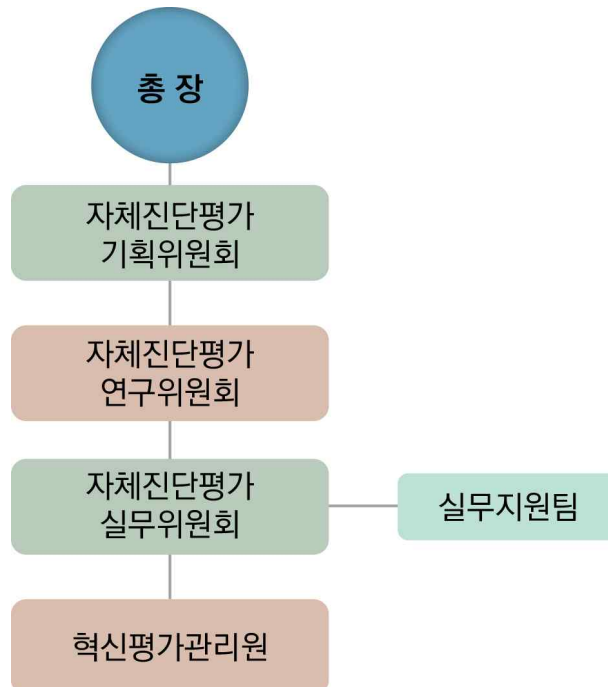 총 장
자체진단평가
기획위원회
자체진단평가
연구위원회
자체진단평가
실무위원회
실무지원팀
혁신평가관리원